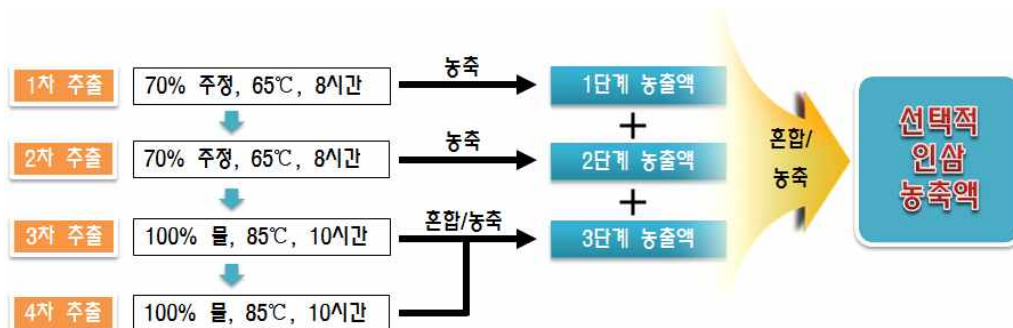 1차 추출
70% 주정, 65℃, 8시간
농축
1단계 농출액
+
2차 추출
70% 주정, 65℃, 8시간
농축
2단계 농출액
+
3차 추출
100% 물, 85℃, 10시간
혼합/농축
3단계 농출액
4차 추출
100% 물, 85℃, 10시간
혼합/
농축
선택적
인삼
농축액